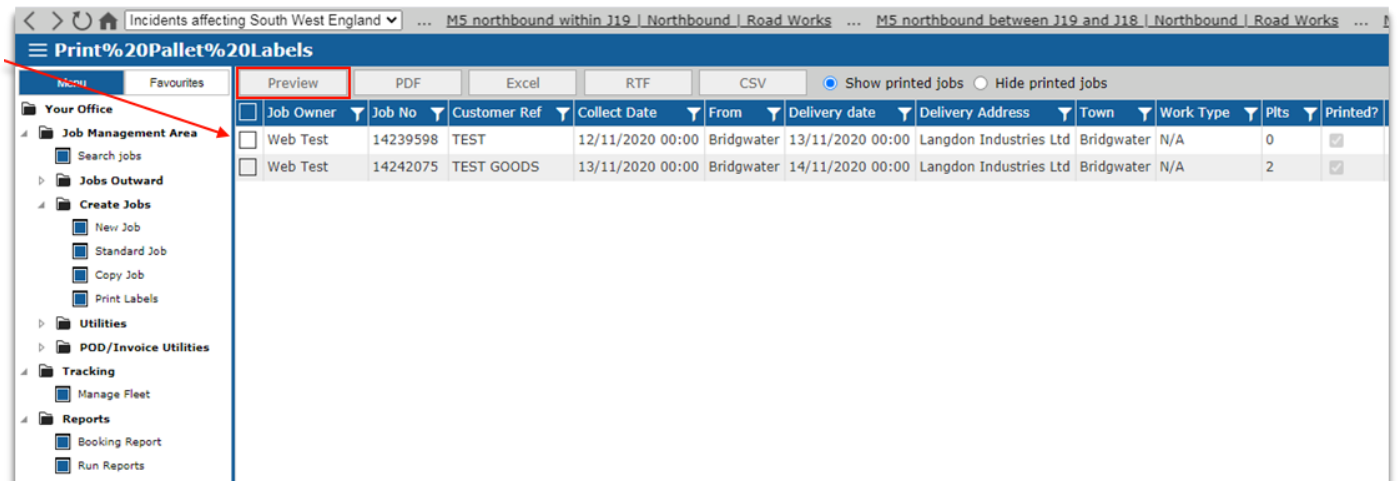 Incidents affecting South West England ... M5 northbound within J19 | Northbound | Road Works ... M5 northbound between J19 and J18 | Northbound | Road Works ...
Print%20Pallet%20Labels
Menu Favourites Preview PDF Excel RTF CSV Show printed jobs Hide printed jobs
Your Office
Job Owner Job No Customer Ref Collect Date From Delivery date Delivery Address Town Work Type Plts Printed?
Job Management Area
Web Test 14239598 TEST 12/11/2020 00:00 Bridgwater 13/11/2020 00:00 Langdon Industries Ltd Bridgwater N/A 0
Search jobs
Web Test 14242075 TEST GOODS 13/11/2020 00:00 Bridgwater 14/11/2020 00:00 Langdon Industries Ltd Bridgwater N/A 2
Jobs Outward
Create Jobs
New Job
Standard Job
Copy Job
Print Labels
Utilities
POD/Invoice Utilities
Tracking
Manage Fleet
Reports
Booking Report
Run Reports